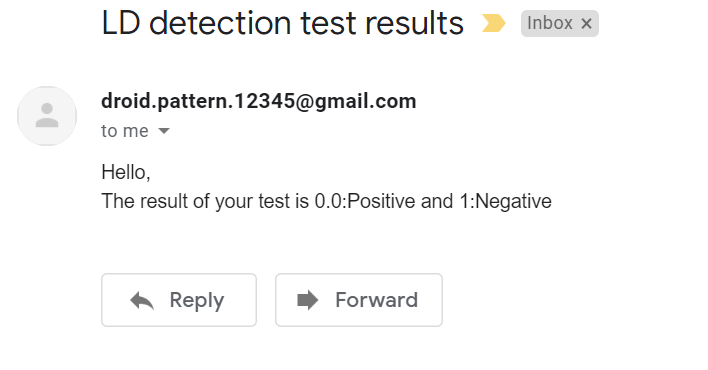 LD detection test results
Inbox ×
droid.pattern.12345@gmail.com
to me
Hello,
The result of your test is 0.0:Positive and 1:Negative
Reply
Forward